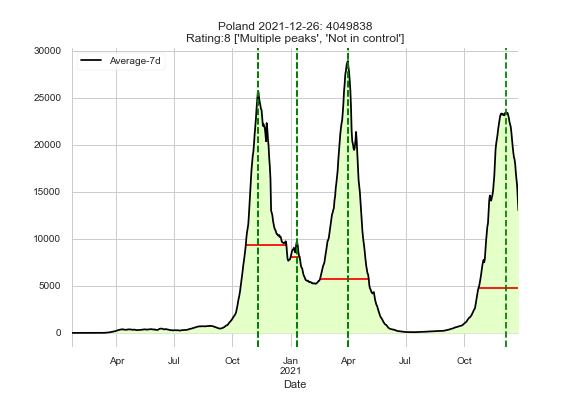 Poland 2021-12-26: 4049838
Rating:8 ['Multiple peaks', 'Not in control']
Average-7d
30000
25000
20000
15000
10000
5000
0
Apr Jul Oct Jan Apr Jul Oct
2021
Date